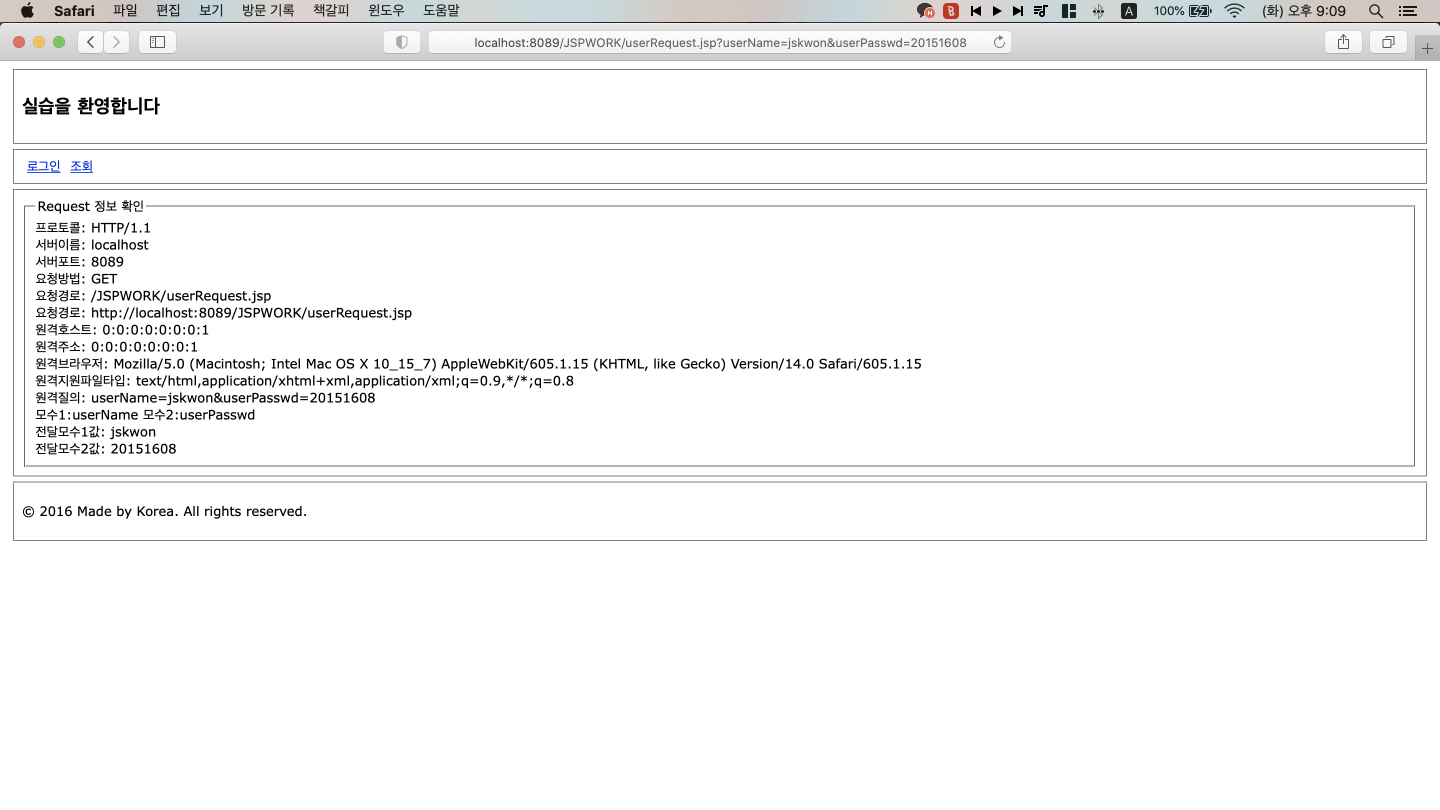 Safari 파일 편집 보기 방문 기록 책갈피 윈도우 도움말 A 100% (화) 오후 9:09
localhost:8089/JSPWORK/userRequest.jsp?userName=jskwon&userPasswd=20151608
실습을 환영합니다
로그인 조회
Request 정보 확인
프로토콜: HTTP/1.1
서버이름: localhost
서버포트: 8089
요청방법: GET
요청경로: /JSPWORK/userRequest.jsp
요청경로: http://localhost:8089/JSPWORK/userRequest.jsp
원격호스트: 0:0:0:0:0:0:0:1
원격주소: 0:0:0:0:0:0:0:1
원격브라우저: Mozilla/5.0 (Macintosh; Intel Mac OS X 10_15_7) AppleWebKit/605.1.15 (KHTML, like Gecko) Version/14.0 Safari/605.1.15
원격지원파일타입: text/html,application/xhtml+xml,application/xml;q=0.9,*/*;q=0.8
원격질의: userName=jskwon&userPasswd=20151608
모수1:userName 모수2:userPasswd
전달모수1값: jskwon
전달모수2값: 20151608
© 2016 Made by Korea. All rights reserved.